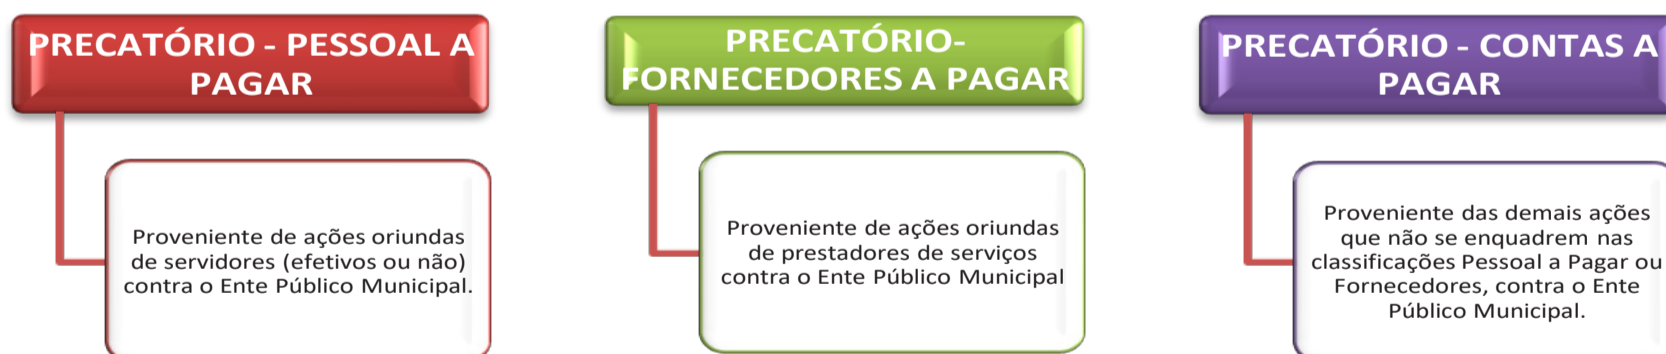 PRECATÓRIO - PESSOAL A
PAGAR
Proveniente de ações oriundas
de servidores (efetivos ou não)
contra o Ente Público Municipal.
PRECATÓRIO-
FORNECEDORES A PAGAR
Proveniente de ações oriundas
de prestadores de serviços
contra o Ente Público Municipal
PRECATÓRIO - CONTAS A
PAGAR
Proveniente das demais ações
que não se enquadrem nas
classificações Pessoal a Pagar ou
Fornecedores, contra o Ente
Público Municipal.